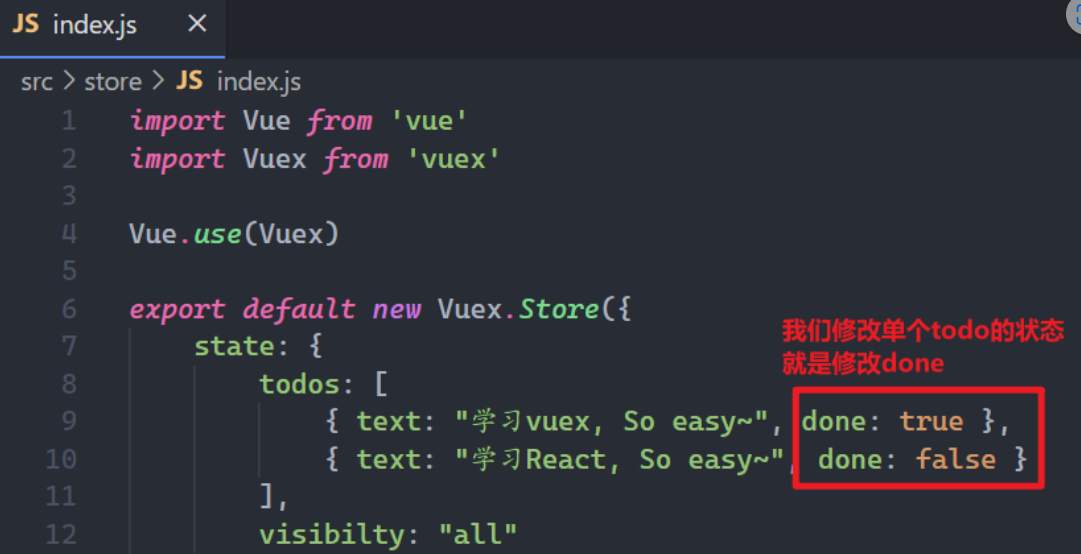 JS index.js ×
src > store > JS index.js
1 import Vue from 'vue'
2 import Vuex from 'vuex'
3
4 Vue.use(Vuex)
5
6 export default new Vuex.Store({
我们修改单个todo的状态
7 state: {
就是修改done
8 todos: [
9 { text: "学习vuex, So easy~", done: true },
10 { text: "学习React, So easy~", done: false }
11 ],
12 visibilty: "all"